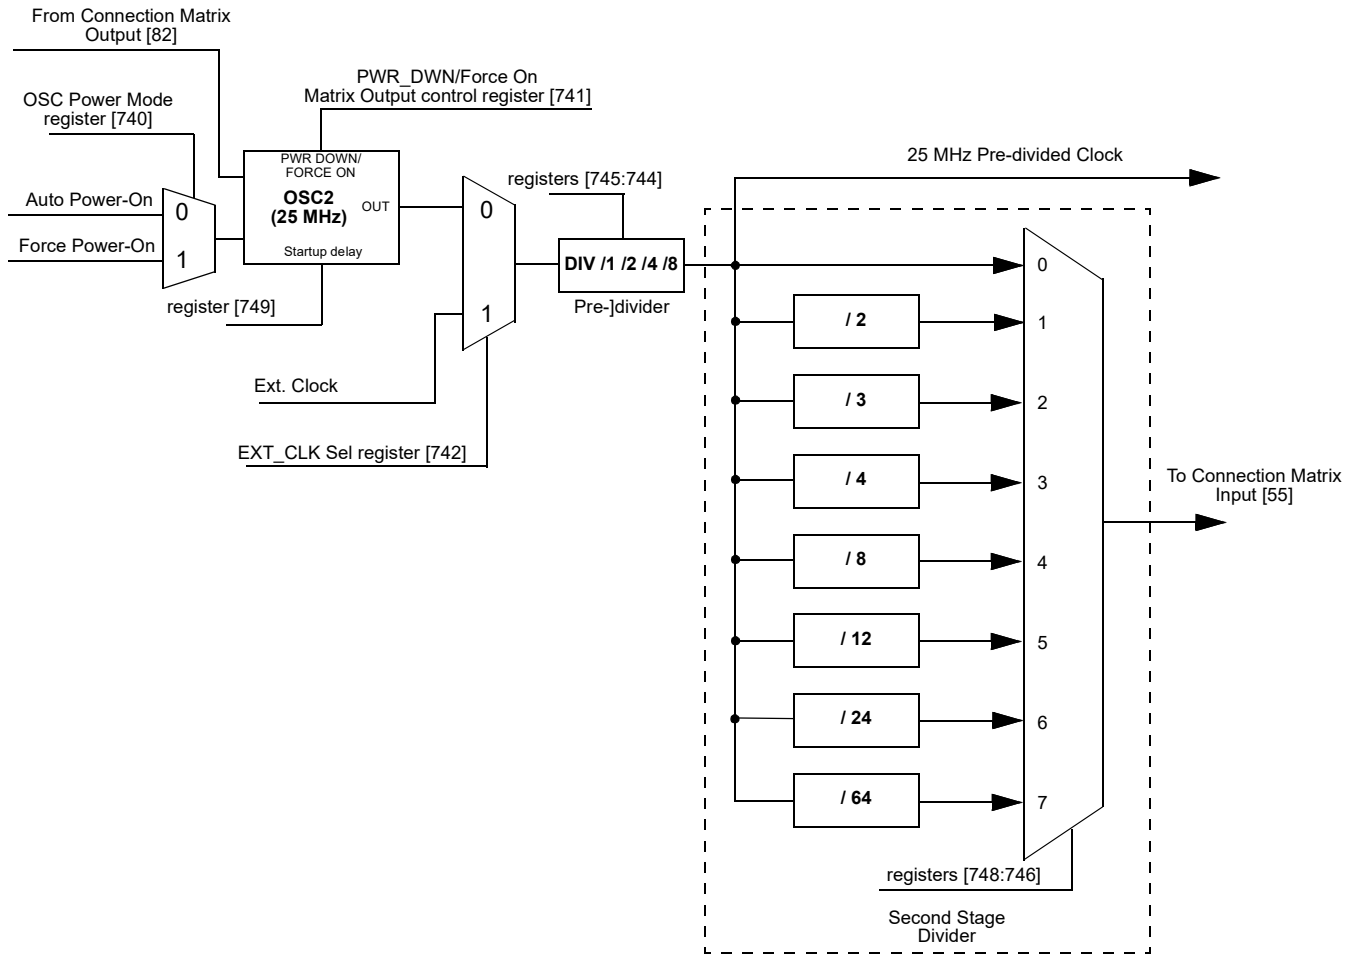 From Connection Matrix
Output [82]
PWR_DWN/Force On
Matrix Output control register [741]
OSC Power Mode
register [740]
PWR DOWN/
FORCE ON
OSC2
(25 MHz)
OUT
Startup delay
Auto Power-On
0
Force Power-On
1
register [749]
0
1
Ext. Clock
EXT_CLK Sel register [742]
registers [745:744]
DIV /1 /2 /4 /8
Pre-]divider
25 MHz Pre-divided Clock
0
/ 2
1
/ 3
2
/ 4
3
/ 8
4
/ 12
5
/ 24
6
/ 64
7
To Connection Matrix
Input [55]
registers [748:746]
Second Stage
Divider